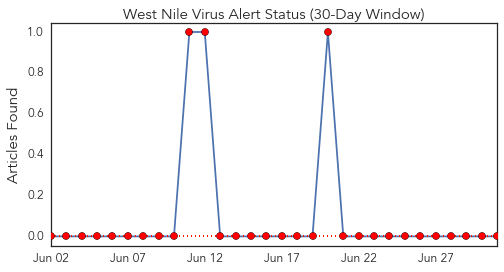 West Nile Virus Alert Status (30-Day Window)
Articles Found
1.0
0.8
0.6
0.4
0.2
0.0
Jun 02 Jun 07 Jun 12 Jun 17 Jun 22 Jun 27